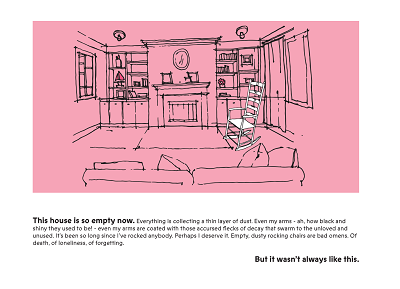 This house is so empty now. Everything is collecting a thin layer of dust. Even my arms - ah, how black and
shiny they used to be! - even my arms are coated with those accursed flecks of decay that swarm to the unloved and
unused. It's been so long since I've rocked anybody. Perhaps I deserve it. Empty, dusty rocking chairs are bad omens. Of
death, of loneliness, of forgetting.
But it wasn't always like this.